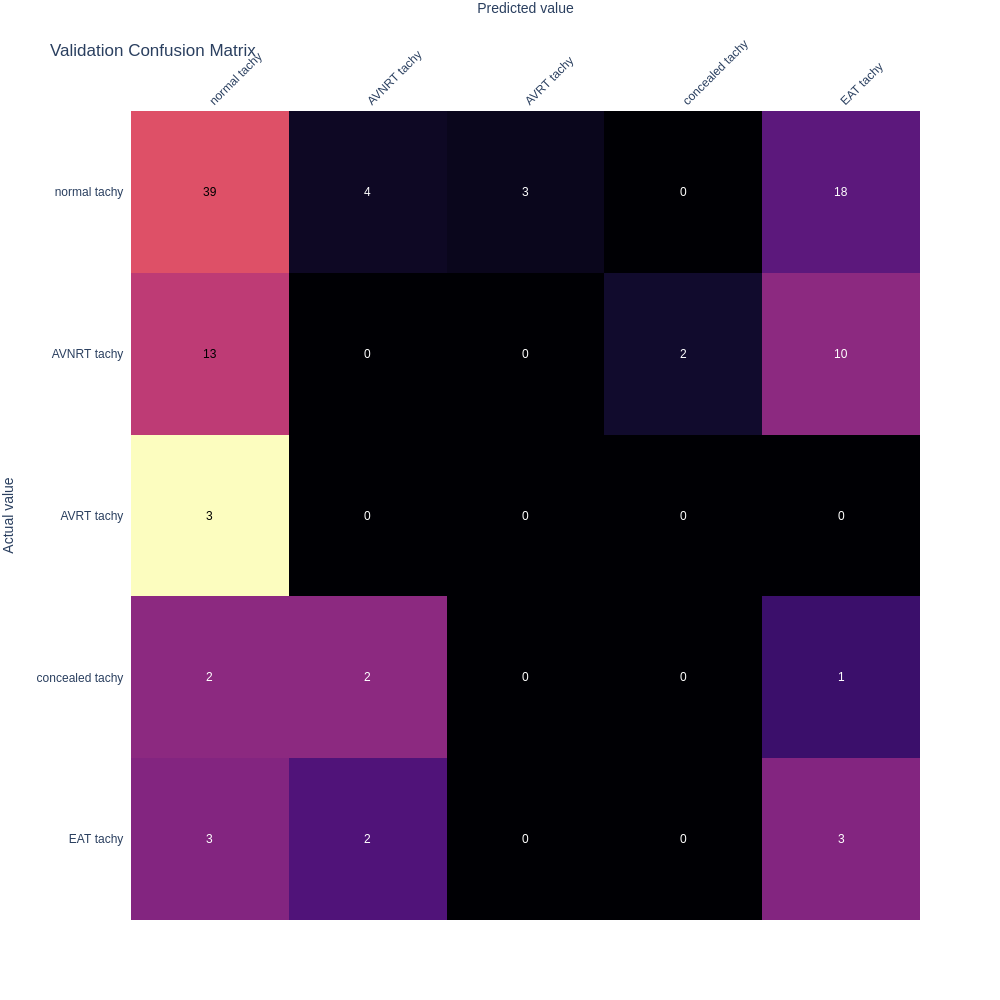 Predicted value
Validation Confusion Matrix
normal tachy
AVNRT tachy
AVRT tachy
concealed tachy
EAT tachy
normal tachy 39 4 3 0 18
AVNRT tachy 13 0 0 2 10
AVRT tachy 3 0 0 0 0
concealed tachy 2 2 0 0 1
EAT tachy 3 2 0 0 3
Actual value